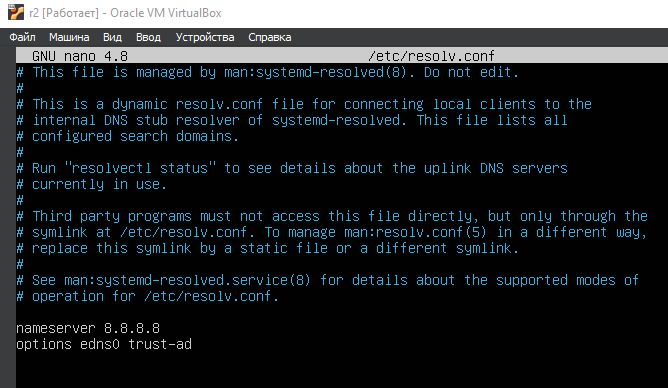 r2 [Работает] - Oracle VM VirtualBox
Файл Машина Вид Ввод Устройства Справка
GNU nano 4.8 /etc/resolv.conf
# This file is managed by man:systemd-resolved(8). Do not edit.
#
# This is a dynamic resolv.conf file for connecting local clients to the
# internal DNS stub resolver of systemd-resolved. This file lists all
# configured search domains.
#
# Run "resolvectl status" to see details about the uplink DNS servers
# currently in use.
#
# Third party programs must not access this file directly, but only through the
# symlink at /etc/resolv.conf. To manage man:resolv.conf(5) in a different way,
# replace this symlink by a static file or a different symlink.
#
# See man:systemd-resolved.service(8) for details about the supported modes of
# operation for /etc/resolv.conf.
nameserver 8.8.8.8
options edns0 trust-ad